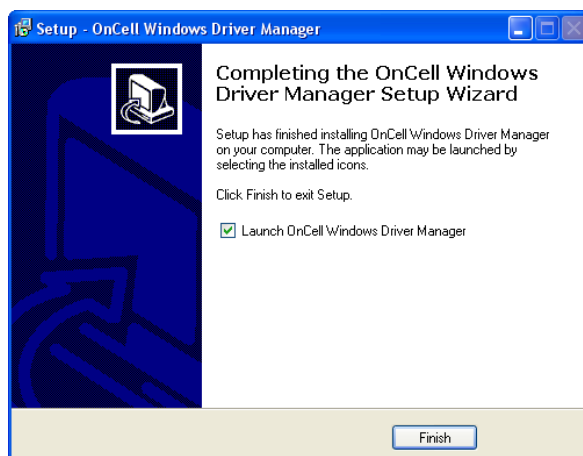 Setup - OnCell Windows Driver Manager
Completing the OnCell Windows
Driver Manager Setup Wizard
Setup has finished installing OnCell Windows Driver Manager
on your computer. The application may be launched by
selecting the installed icons.
Click Finish to exit Setup.
Launch OnCell Windows Driver Manager
Finish